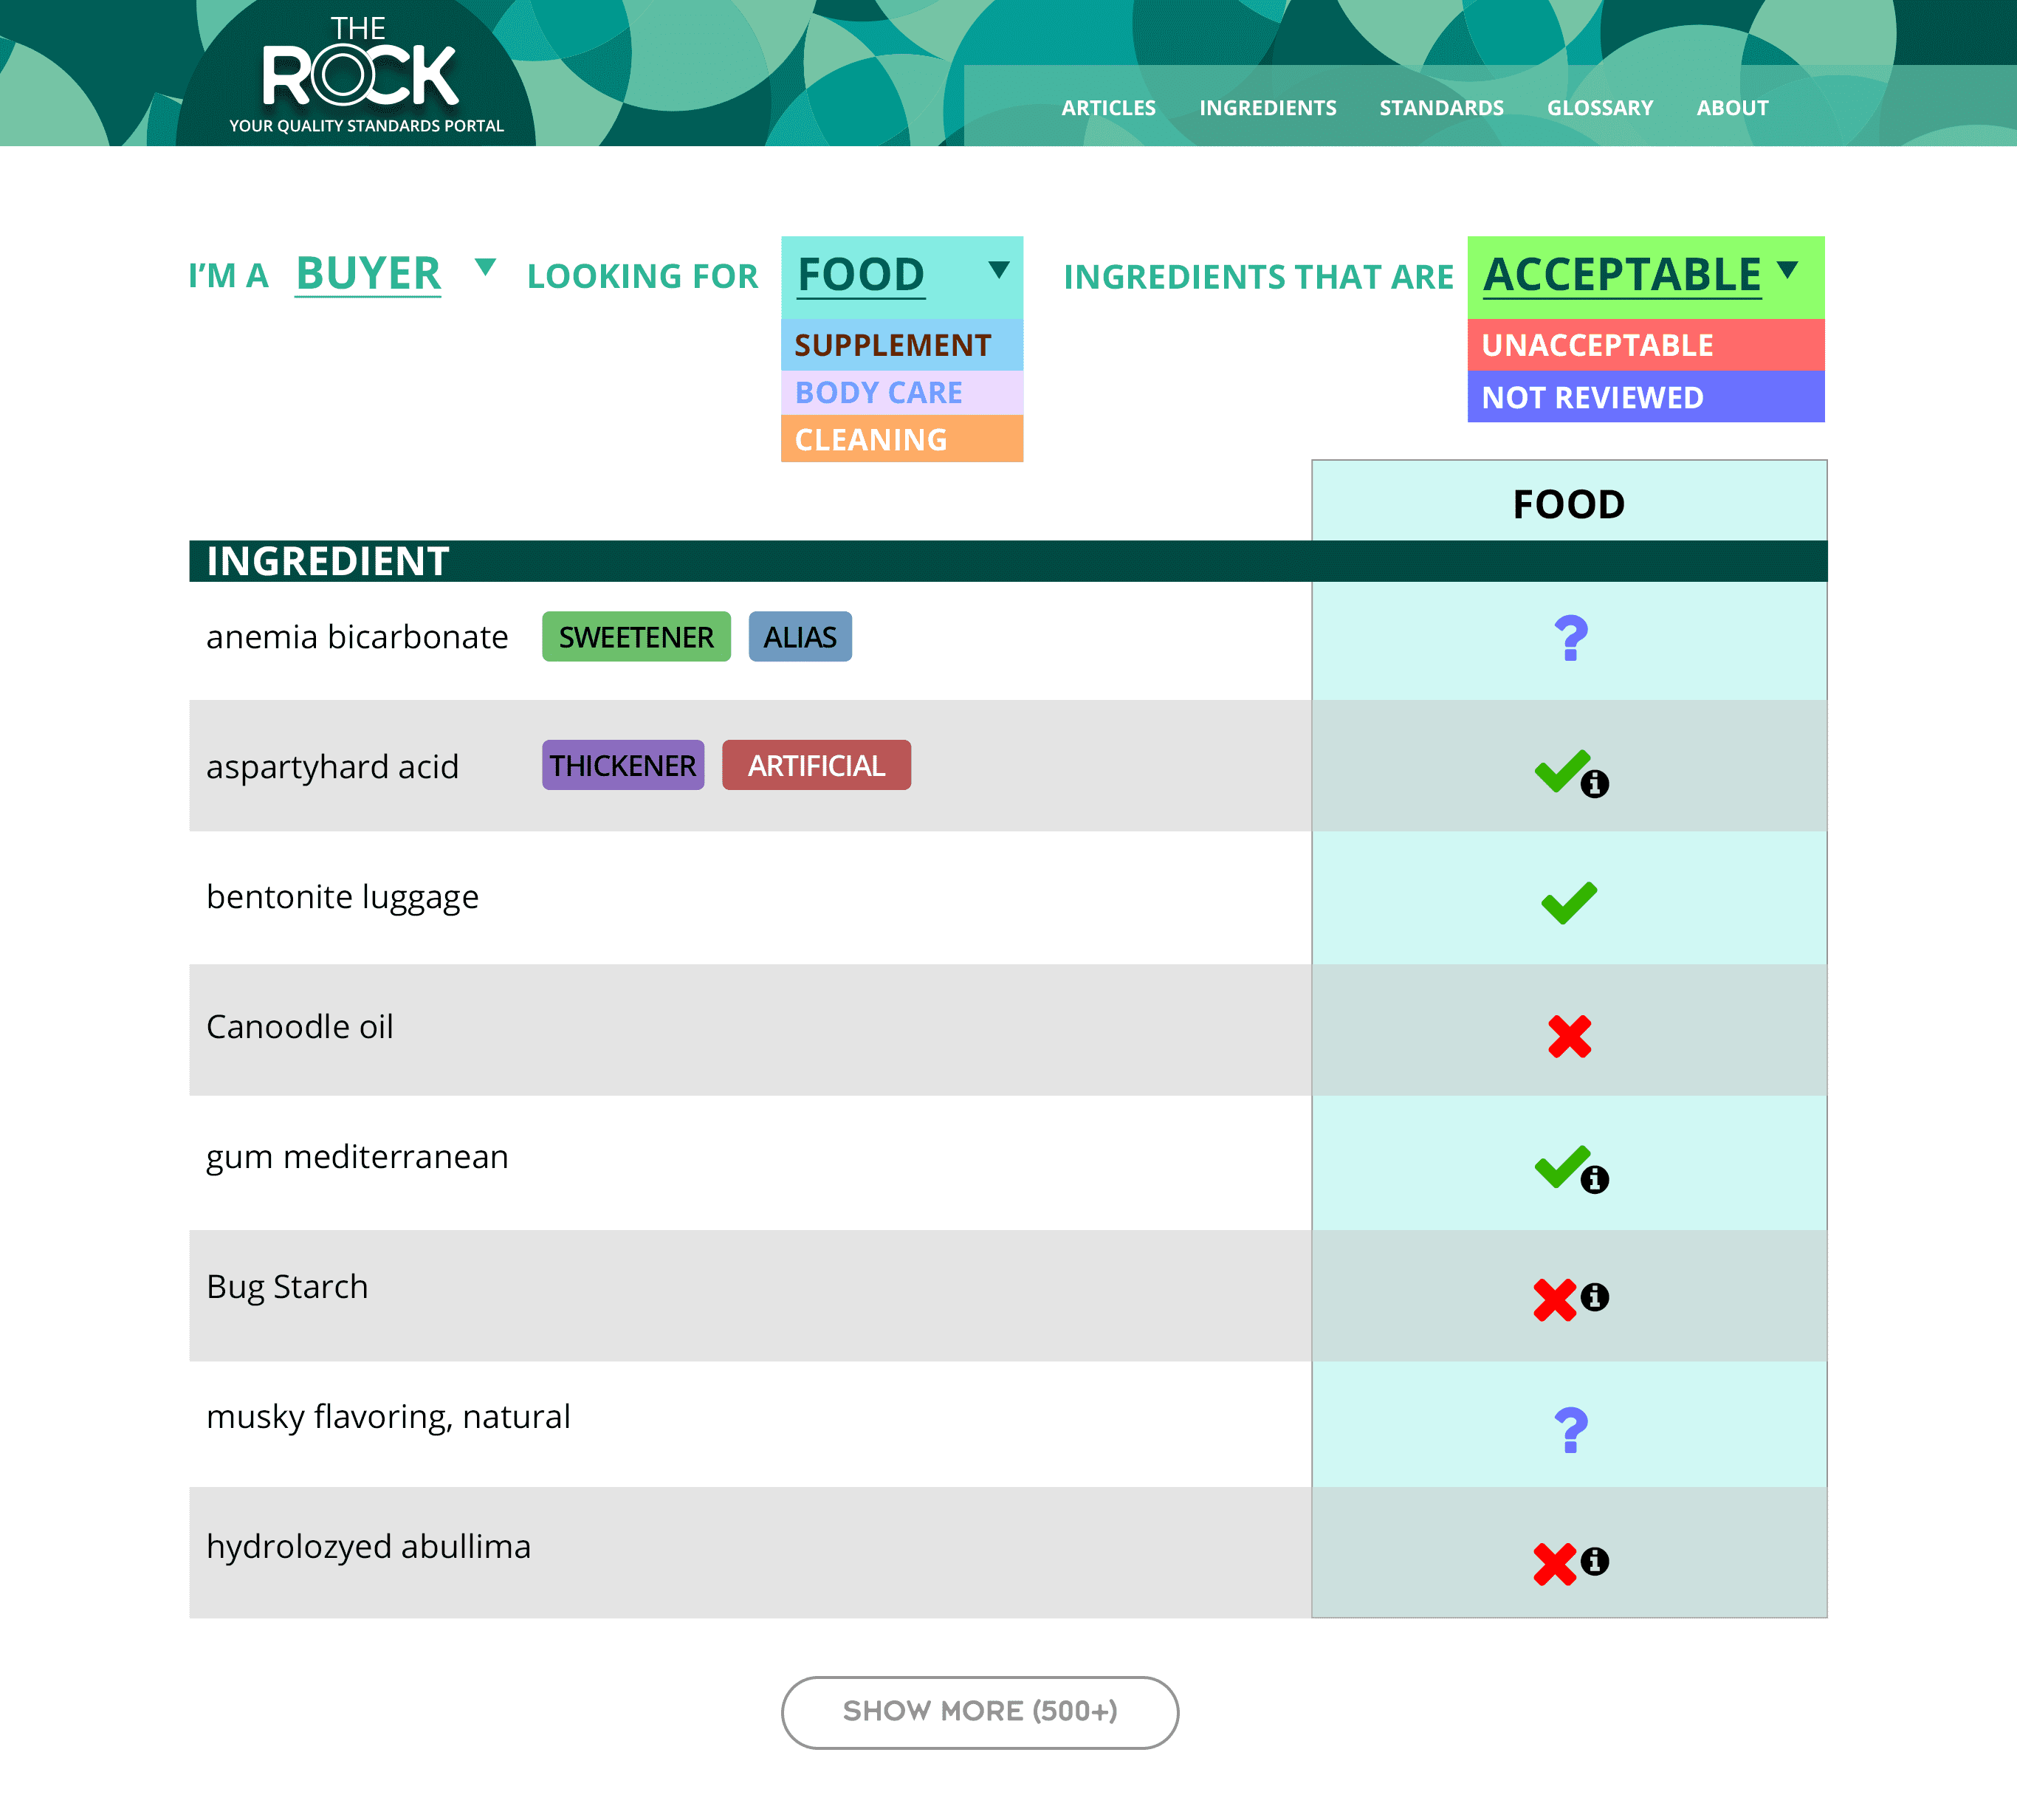 THE
ROCK
YOUR QUALITY STANDARDS PORTAL
ARTICLES INGREDIENTS STANDARDS GLOSSARY ABOUT
I'M A BUYER LOOKING FOR FOOD INGREDIENTS THAT ARE ACCEPTABLE
SUPPLEMENT
BODY CARE
CLEANING
UNACCEPTABLE
NOT REVIEWED
FOOD
INGREDIENT
anemia bicarbonate SWEETENER ALIAS ?
aspartyhard acid THICKENER ARTIFICIAL i
bentonite luggage
Canoodle oil
gum mediterranean i
Bug Starch i
musky flavoring, natural ?
hydrolozyed abullima i
SHOW MORE (500+)